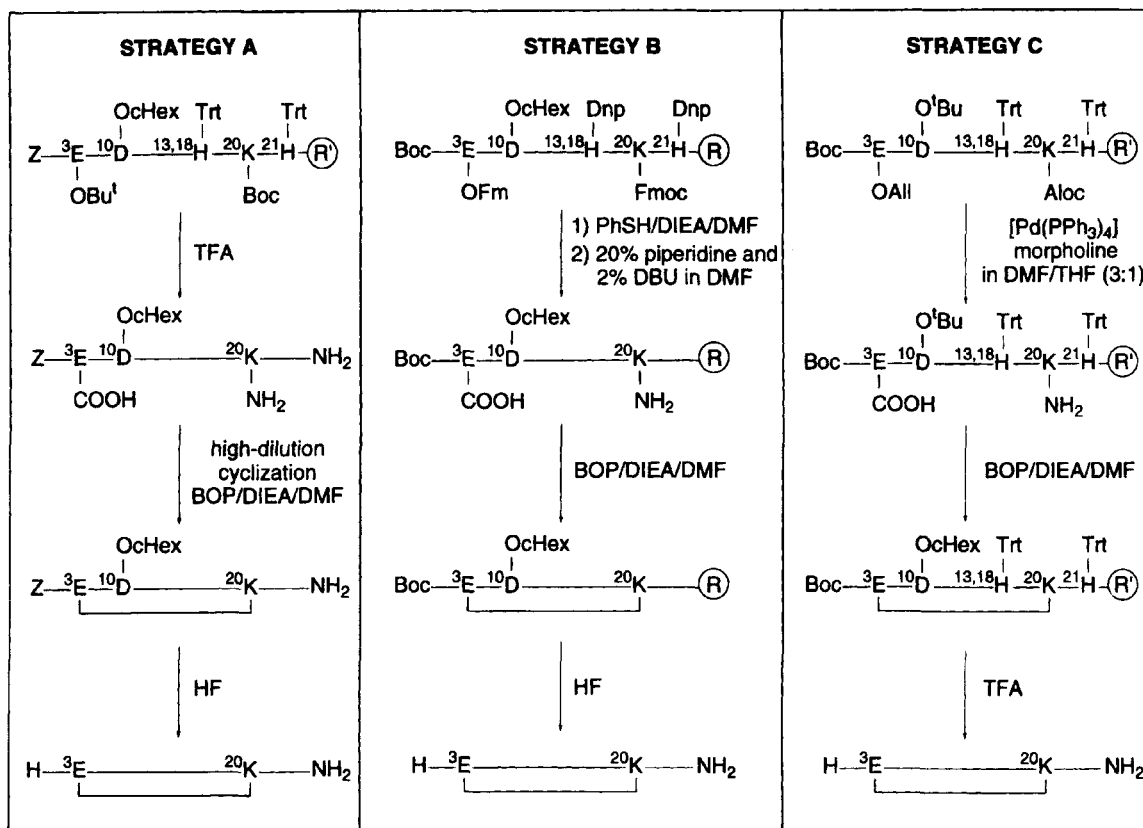 STRATEGY A
OcHex Trt Trt
Z—³E—¹⁰D—¹³,¹⁸H—²⁰K—²¹H—R'
OBuᵗ Boc
TFA
OcHex
Z—³E—¹⁰D—²⁰K—NH₂
COOH NH₂
high-dilution
cyclization
BOP/DIEA/DMF
OcHex
Z—³E—¹⁰D—²⁰K—NH₂
HF
H—³E—²⁰K—NH₂
STRATEGY B
OcHex Dnp Dnp
Boc—³E—¹⁰D—¹³,¹⁸H—²⁰K—²¹H—R
OFm Fmoc
1) PhSH/DIEA/DMF
2) 20% piperidine and
2% DBU in DMF
OcHex
Boc—³E—¹⁰D—²⁰K—R
COOH NH₂
BOP/DIEA/DMF
OcHex
Boc—³E—¹⁰D—²⁰K—R
HF
H—³E—²⁰K—NH₂
STRATEGY C
OᵗBu Trt Trt
Boc—³E—¹⁰D—¹³,¹⁸H—²⁰K—²¹H—R'
OAll Aloc
[Pd(PPh₃)₄]
morpholine
in DMF/THF (3:1)
OᵗBu Trt Trt
Boc—³E—¹⁰D—¹³,¹⁸H—²⁰K—²¹H—R'
COOH NH₂
BOP/DIEA/DMF
OcHex Trt Trt
Boc—³E—¹⁰D—¹³,¹⁸H—²⁰K—²¹H—R'
TFA
H—³E—²⁰K—NH₂